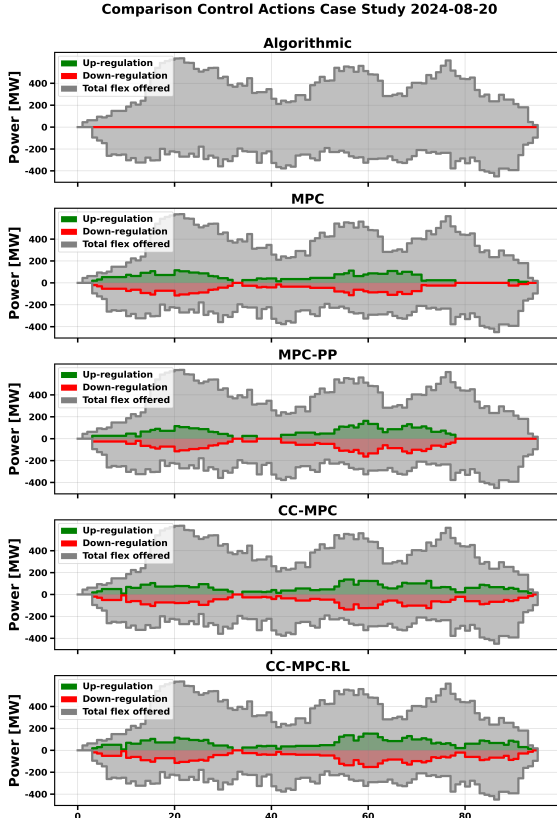 Comparison Control Actions Case Study 2024-08-20
Algorithmic
Up-regulation
Down-regulation
Total flex offered
Power [MW]
400
200
0
-200
-400
MPC
Up-regulation
Down-regulation
Total flex offered
Power [MW]
400
200
0
-200
-400
MPC-PP
Up-regulation
Down-regulation
Total flex offered
Power [MW]
400
200
0
-200
-400
CC-MPC
Up-regulation
Down-regulation
Total flex offered
Power [MW]
400
200
0
-200
-400
CC-MPC-RL
Up-regulation
Down-regulation
Total flex offered
Power [MW]
400
200
0
-200
-400
0 20 40 60 80